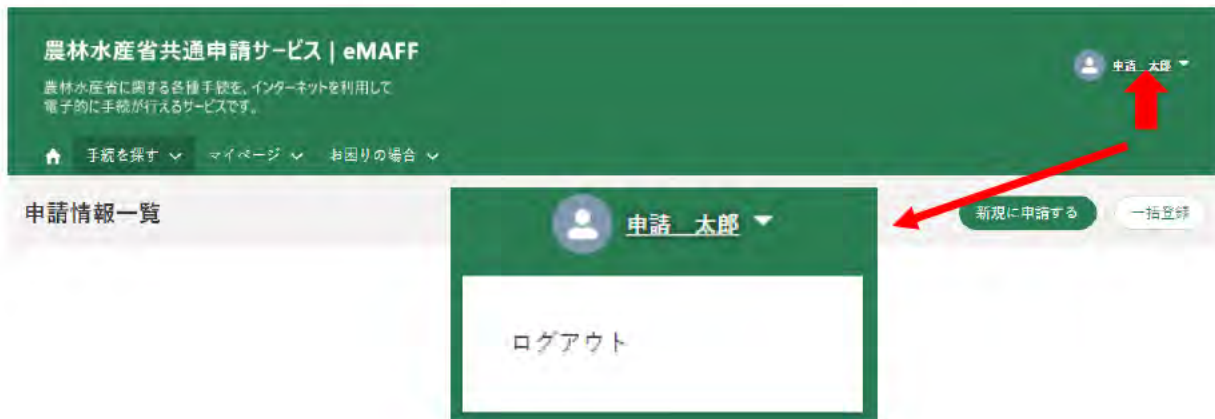 農林水産省共通申請サービス | eMAFF
農林水産省に関する各種手続を、インターネットを利用して
電子的に手続が行えるサービスです。
申請　太郎
手続を探す
マイページ
お困りの場合
申請情報一覧
新規に申請する
一括登録
申請　太郎
ログアウト